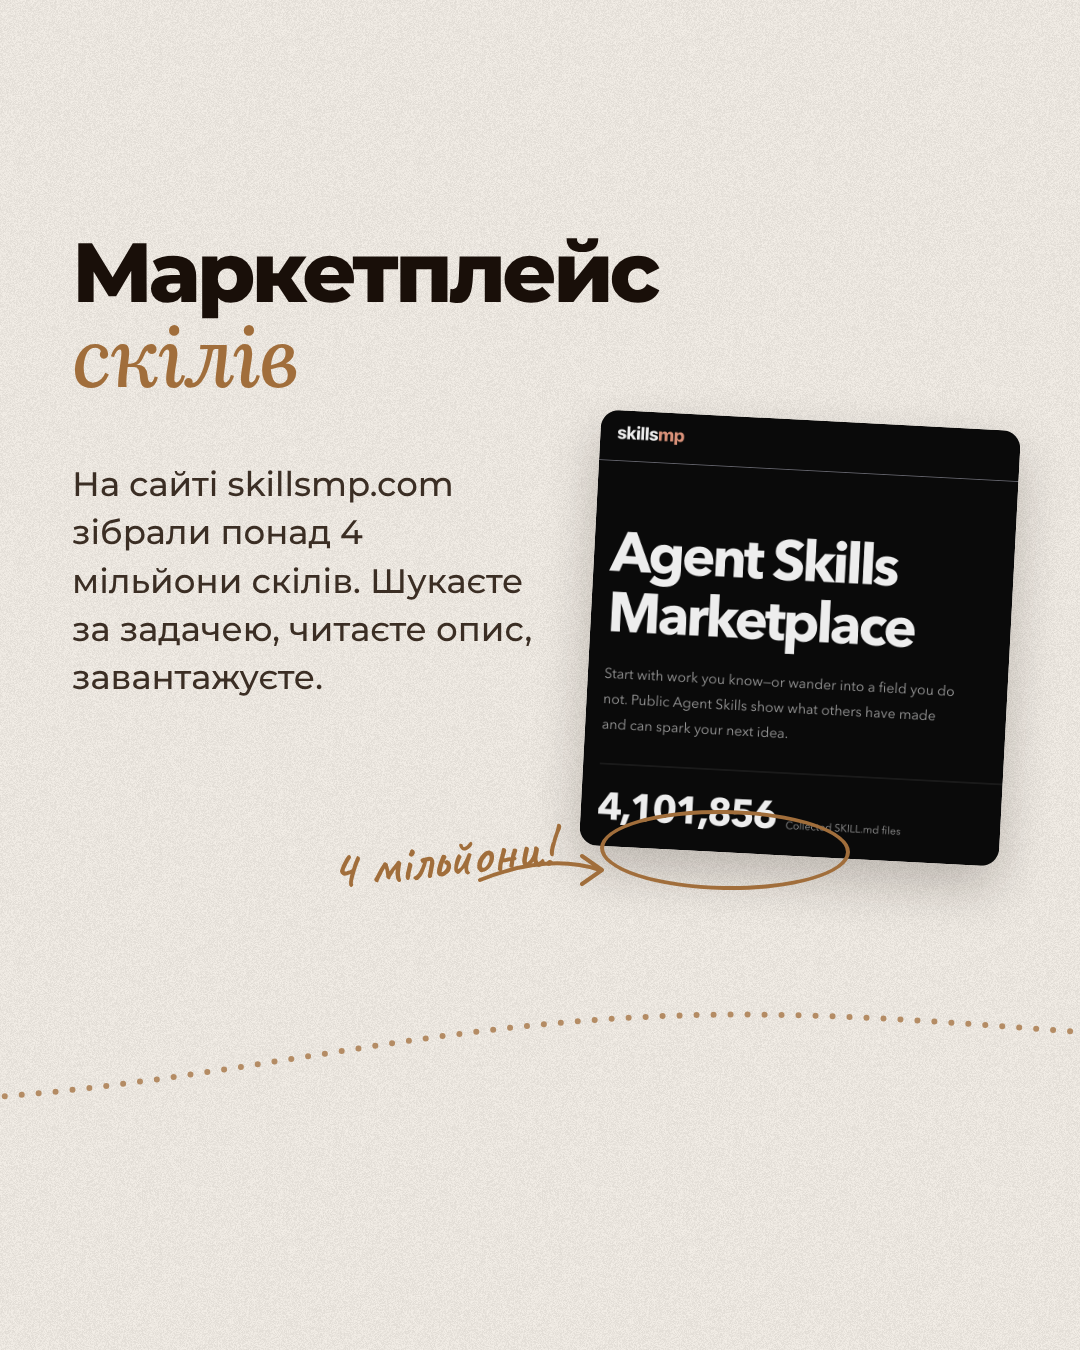 Маркетплейс
скілів
На сайті skillsmp.com
зібрали понад 4
мільйони скілів. Шукаєте
за задачею, читаєте опис,
завантажуєте.
skillsmp
Agent Skills
Marketplace
Start with work you know—or wander into a field you do
not. Public Agent Skills show what others have made
and can spark your next idea.
4,101,856 Collected SKILL.md files
4 мільйони!